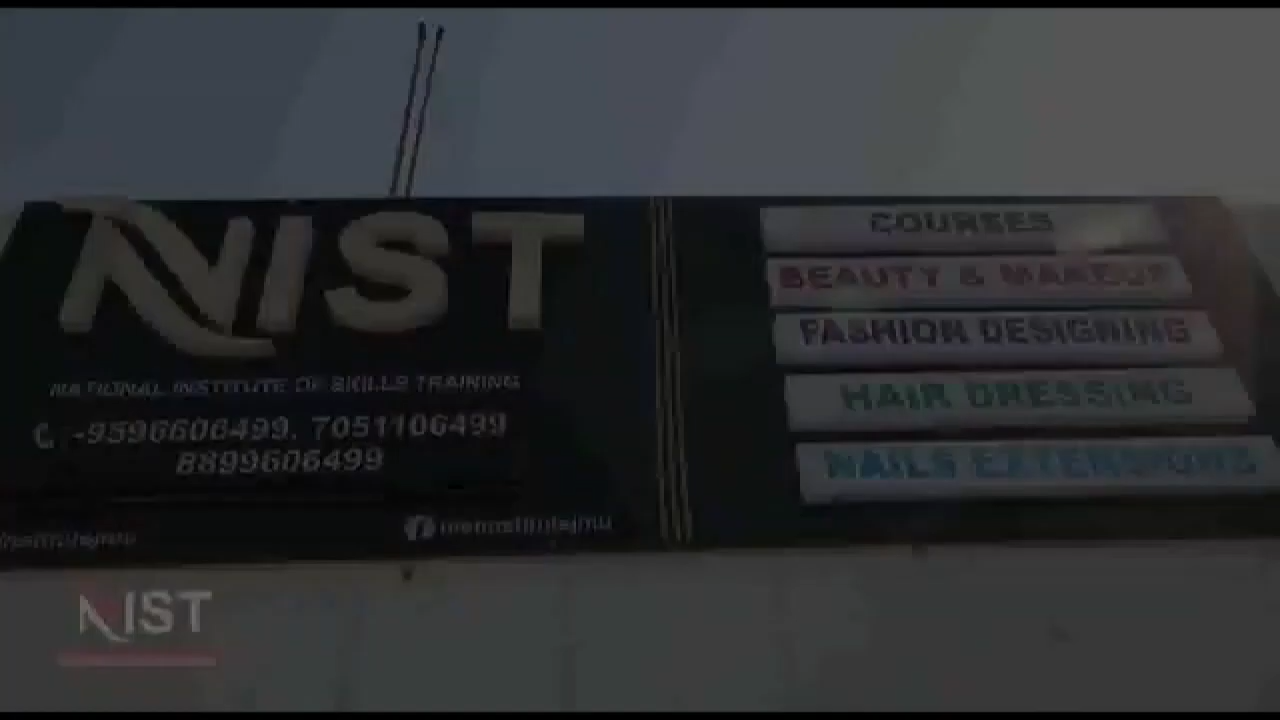 NIST
NATIONAL INSTITUTE OF SKILLS TRAINING
-9596606499, 7051106499
8899606499
COURSES
BEAUTY & MAKEUP
FASHION DESIGNING
HAIR DRESSING
NAILS EXTENSIONS
NIST